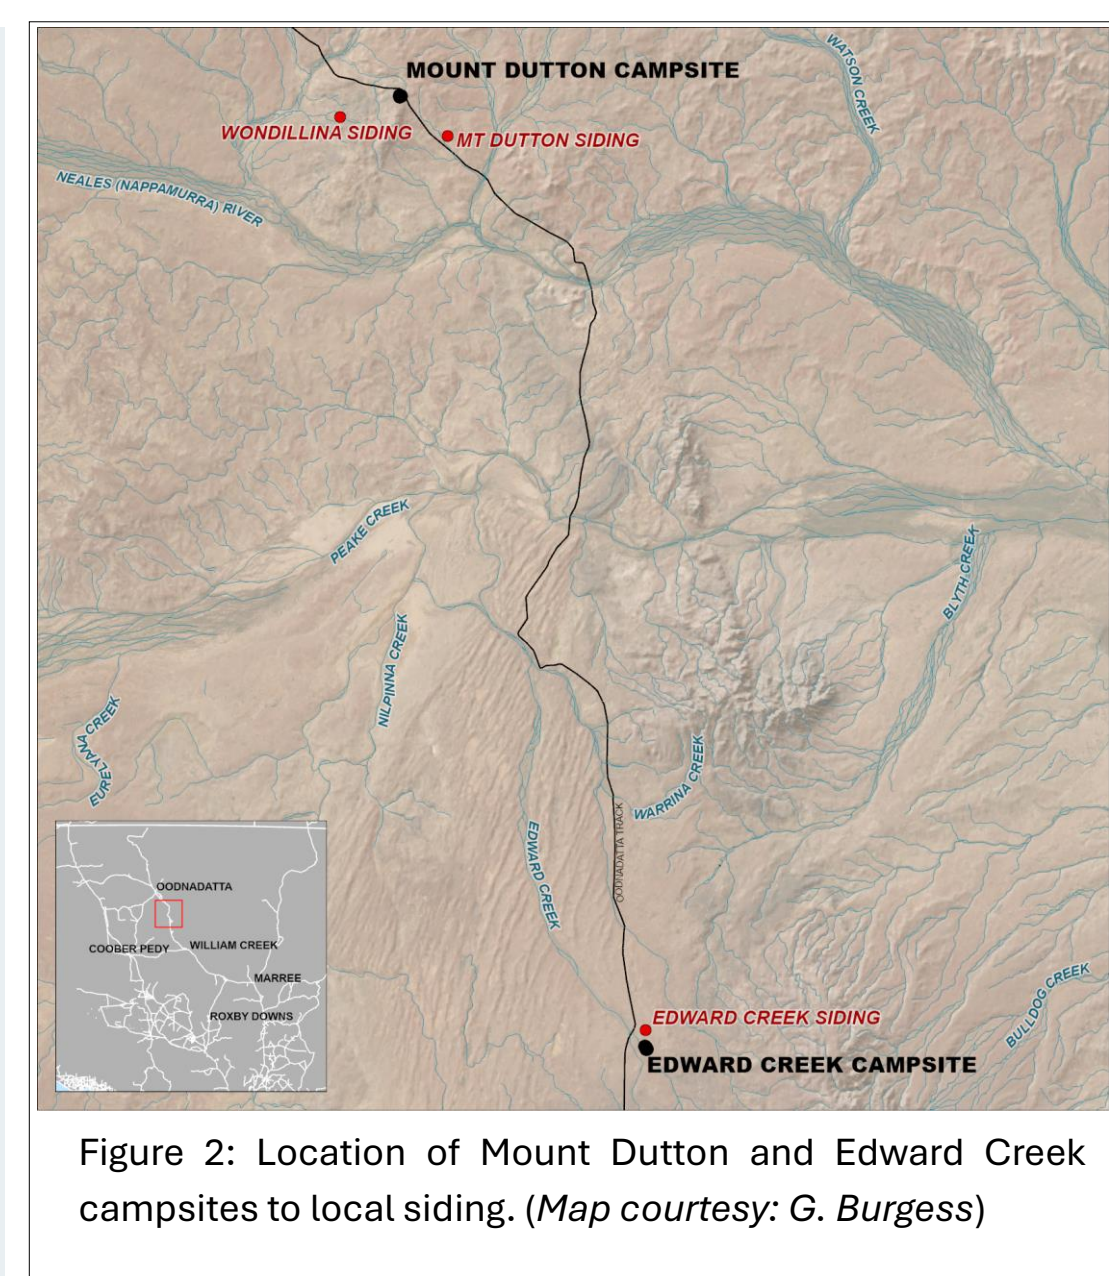 WATSON CREEK
MOUNT DUTTON CAMPSITE
WONDILLINA SIDING
MT DUTTON SIDING
NEALES (NAPPAMURRA) RIVER
PEAKE CREEK
BLYTH CREEK
NILPINNA CREEK
EURELYANA CREEK
WARRINA CREEK
OODNADATTA TRACK
EDWARD CREEK
OODNADATTA
COOBER PEDY
WILLIAM CREEK
MARREE
ROXBY DOWNS
BULLDOG CREEK
EDWARD CREEK SIDING
EDWARD CREEK CAMPSITE
Figure 2: Location of Mount Dutton and Edward Creek
campsites to local siding. (Map courtesy: G. Burgess)